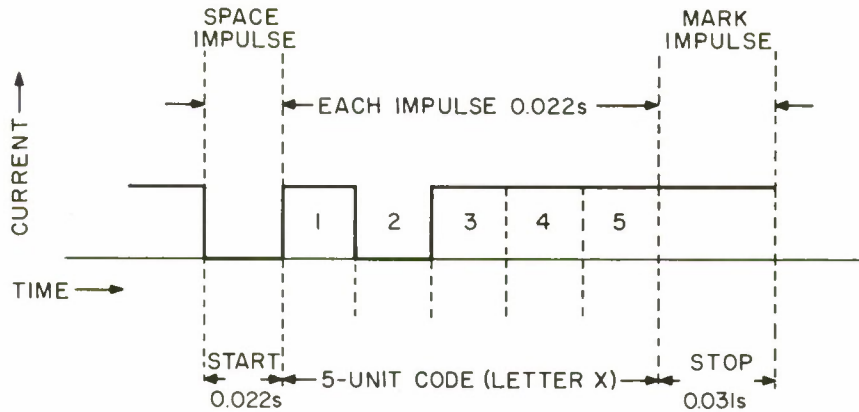 SPACE
IMPULSE
MARK
IMPULSE
EACH IMPULSE 0.022s
CURRENT
1 2 3 4 5
TIME
START
0.022s
5-UNIT CODE (LETTER X)
STOP
0.031s